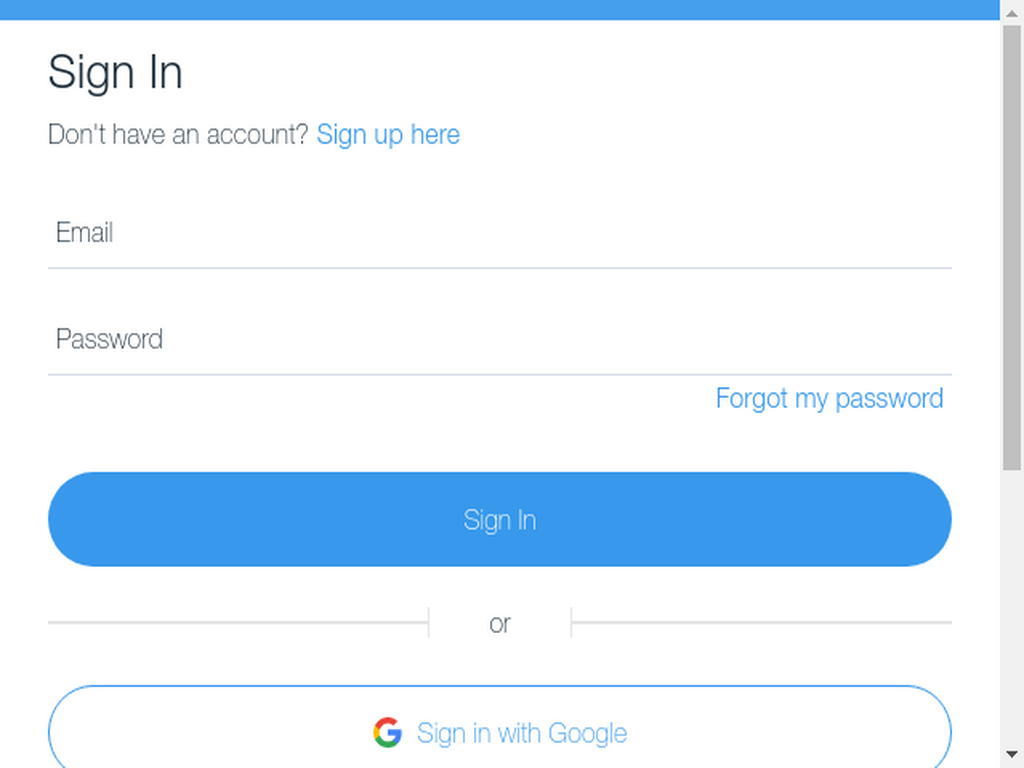 Sign In
Don't have an account? Sign up here
Email
Password
Forgot my password
Sign In
or
Sign in with Google